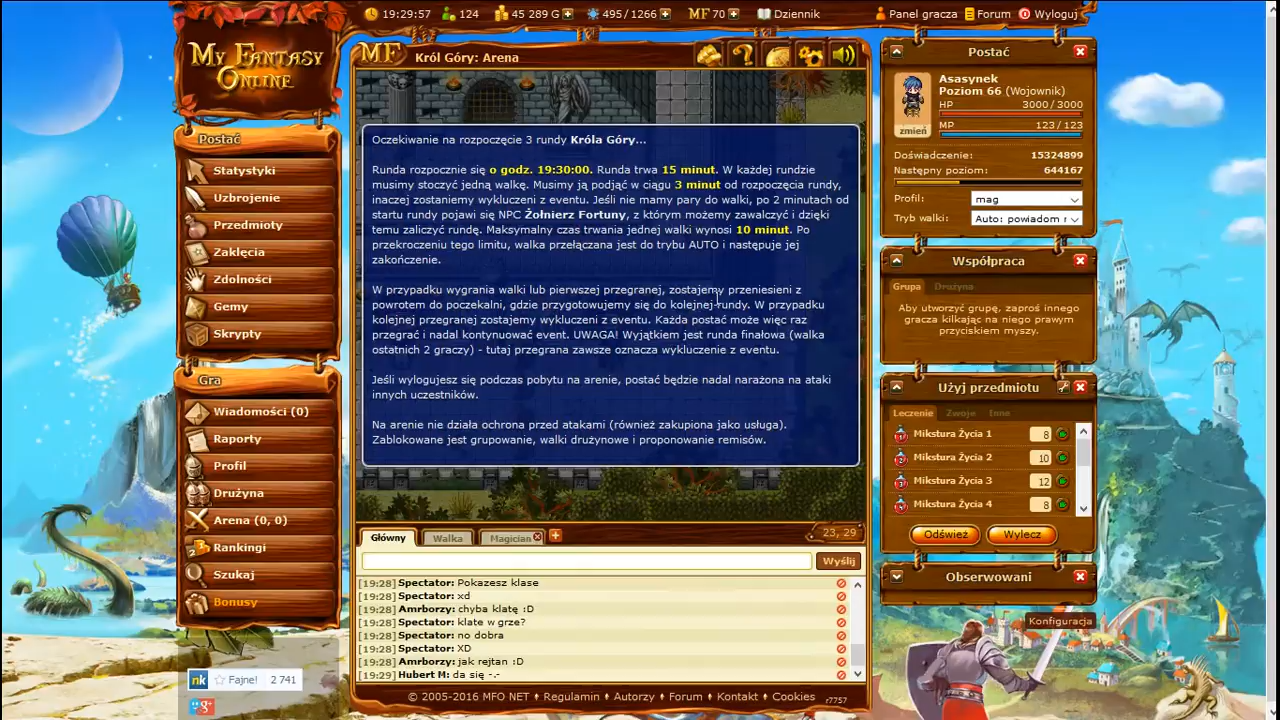 19:29:57 124 45 289 G 495/1266 MF 70 Dziennik Panel gracza Forum Wyloguj
My Fantasy
Online
MF Król Góry: Arena
Postać
Statystyki
Uzbrojenie
Przedmioty
Zaklęcia
Zdolności
Gemy
Skrypty
Gra
Wiadomości (0)
Raporty
Profil
Drużyna
Arena (0, 0)
Rankingi
Szukaj
Bonusy
nk Fajne! 2 741
g+
Oczekiwanie na rozpoczęcie 3 rundy Króla Góry...
Runda rozpocznie się o godz. 19:30:00. Runda trwa 15 minut. W każdej rundzie
musimy stoczyć jedną walkę. Musimy ją podjąć w ciągu 3 minut od rozpoczęcia rundy,
inaczej zostaniemy wykluczeni z eventu. Jeśli nie mamy pary do walki, po 2 minutach od
startu rundy pojawi się NPC Żołnierz Fortuny, z którym możemy zawalczyć i dzięki
temu zaliczyć rundę. Maksymalny czas trwania jednej walki wynosi 10 minut. Po
przekroczeniu tego limitu, walka przełączana jest do trybu AUTO i następuje jej
zakończenie.
W przypadku wygrania walki lub pierwszej przegranej, zostajemy przeniesieni z
powrotem do poczekalni, gdzie przygotowujemy się do kolejnej rundy. W przypadku
kolejnej przegranej zostajemy wykluczeni z eventu. Każda postać może więc raz
przegrać i nadal kontynuować event. UWAGA! Wyjątkiem jest runda finałowa (walka
ostatnich 2 graczy) - tutaj przegrana zawsze oznacza wykluczenie z eventu.
Jeśli wylogujesz się podczas pobytu na arenie, postać będzie nadal narażona na ataki
innych uczestników.
Na arenie nie działa ochrona przed atakami (również zakupiona jako usługa).
Zablokowane jest grupowanie, walki drużynowe i proponowanie remisów.
Główny Walka Magician 23, 29
Wyślij
[19:28] Spectator: Pokazesz klase
[19:28] Spectator: xd
[19:28] Amrborzy: chyba klatę :D
[19:28] Spectator: klate w grze?
[19:28] Spectator: no dobra
[19:28] Spectator: XD
[19:28] Amrborzy: jak rejtan :D
[19:29] Hubert M: da się -.-
© 2005-2016 MFO NET Regulamin Autorzy Forum Kontakt Cookies r7757
Postać
Asasynek
Poziom 66 (Wojownik)
HP 3000 / 3000
MP 123 / 123
zmień
Doświadczenie: 15324899
Następny poziom: 644167
Profil: mag
Tryb walki: Auto: powiadom r
Współpraca
Grupa Drużyna
Aby utworzyć grupę, zaproś innego
gracza kilkając na niego prawym
przyciskiem myszy.
Użyj przedmiotu
Leczenie Zwoje Inne
Mikstura Życia 1 8
Mikstura Życia 2 10
Mikstura Życia 3 12
Mikstura Życia 4 8
Odśwież Wylecz
Obserwowani
Konfiguracja